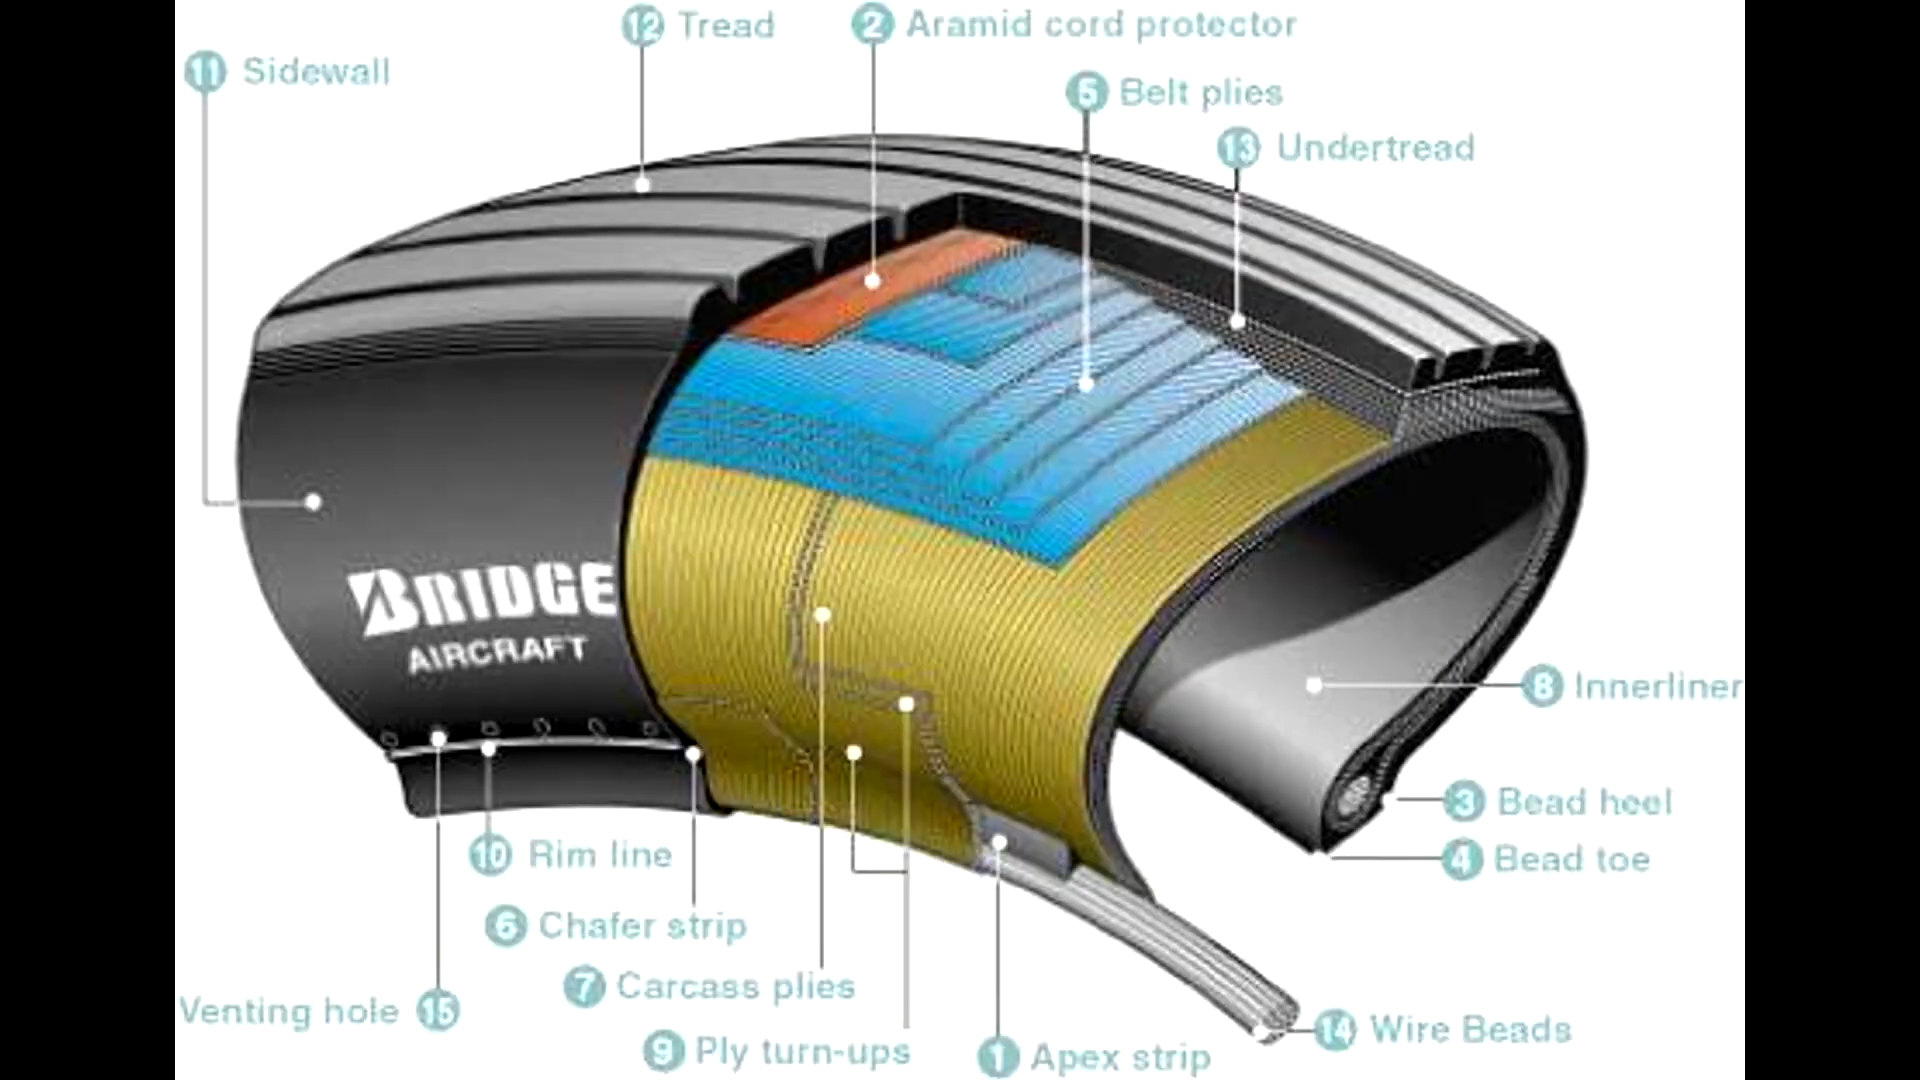 12 Tread
2 Aramid cord protector
11 Sidewall
5 Belt plies
13 Undertread
BRIDGE
AIRCRAFT
8 Innerliner
3 Bead heel
10 Rim line
4 Bead toe
6 Chafer strip
7 Carcass plies
Venting hole 15
14 Wire Beads
9 Ply turn-ups
1 Apex strip